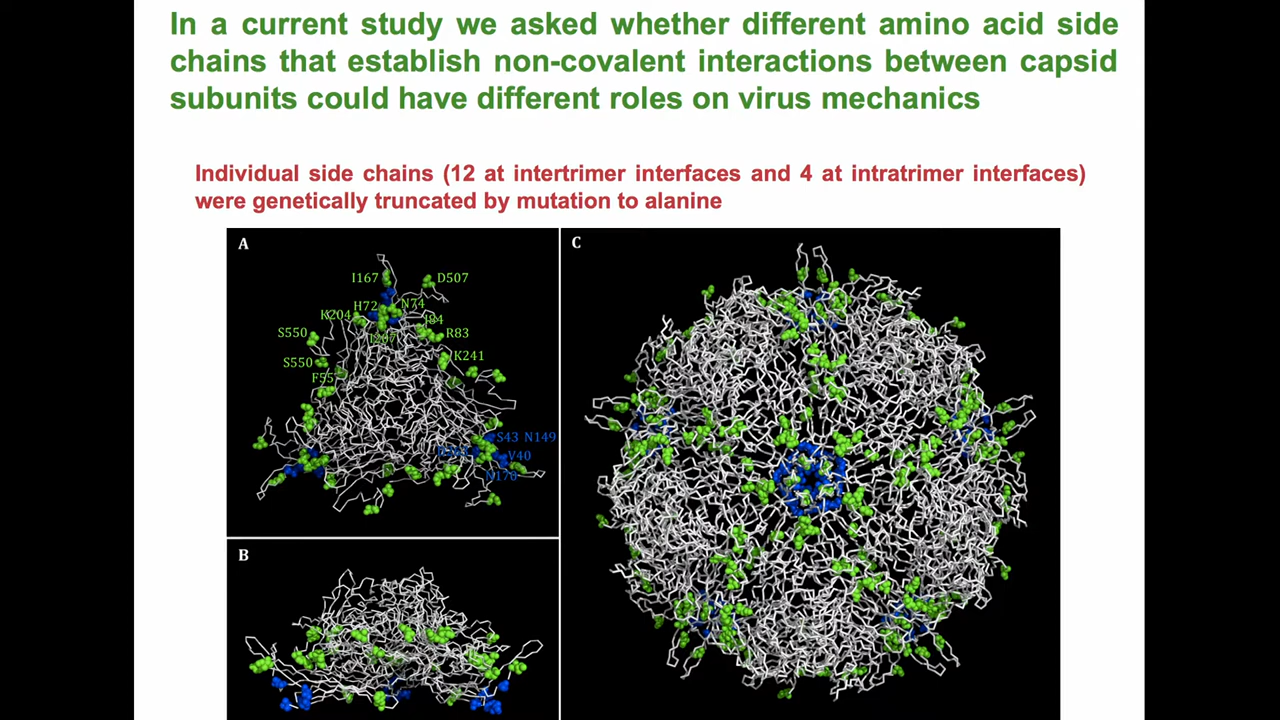 In a current study we asked whether different amino acid side
chains that establish non-covalent interactions between capsid
subunits could have different roles on virus mechanics
Individual side chains (12 at intertrimer interfaces and 4 at intratrimer interfaces)
were genetically truncated by mutation to alanine
A
C
I167
D507
H72
N74
K204
R83
S550
K241
S550
F55
S43 N149
V40
N170
B